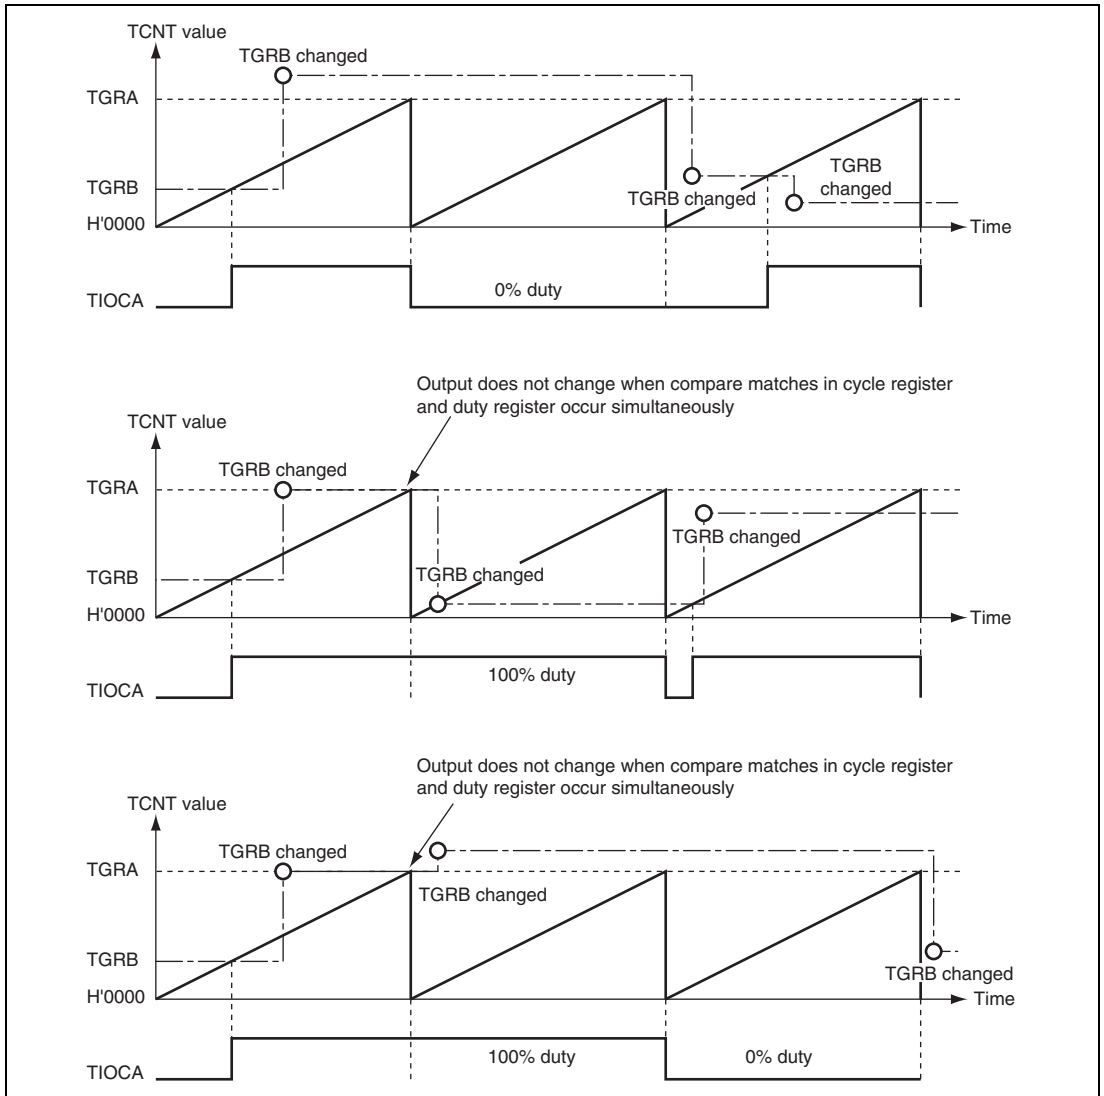 TCNT value
TGRB changed
TGRA
TGRB
changed
TGRB
TGRB changed
H'0000
Time
0% duty
TIOCA
Output does not change when compare matches in cycle register
and duty register occur simultaneously
TCNT value
TGRB changed
TGRA
TGRB changed
TGRB changed
TGRB
H'0000
Time
100% duty
TIOCA
Output does not change when compare matches in cycle register
and duty register occur simultaneously
TCNT value
TGRB changed
TGRA
TGRB changed
TGRB
TGRB changed
H'0000
Time
100% duty
0% duty
TIOCA